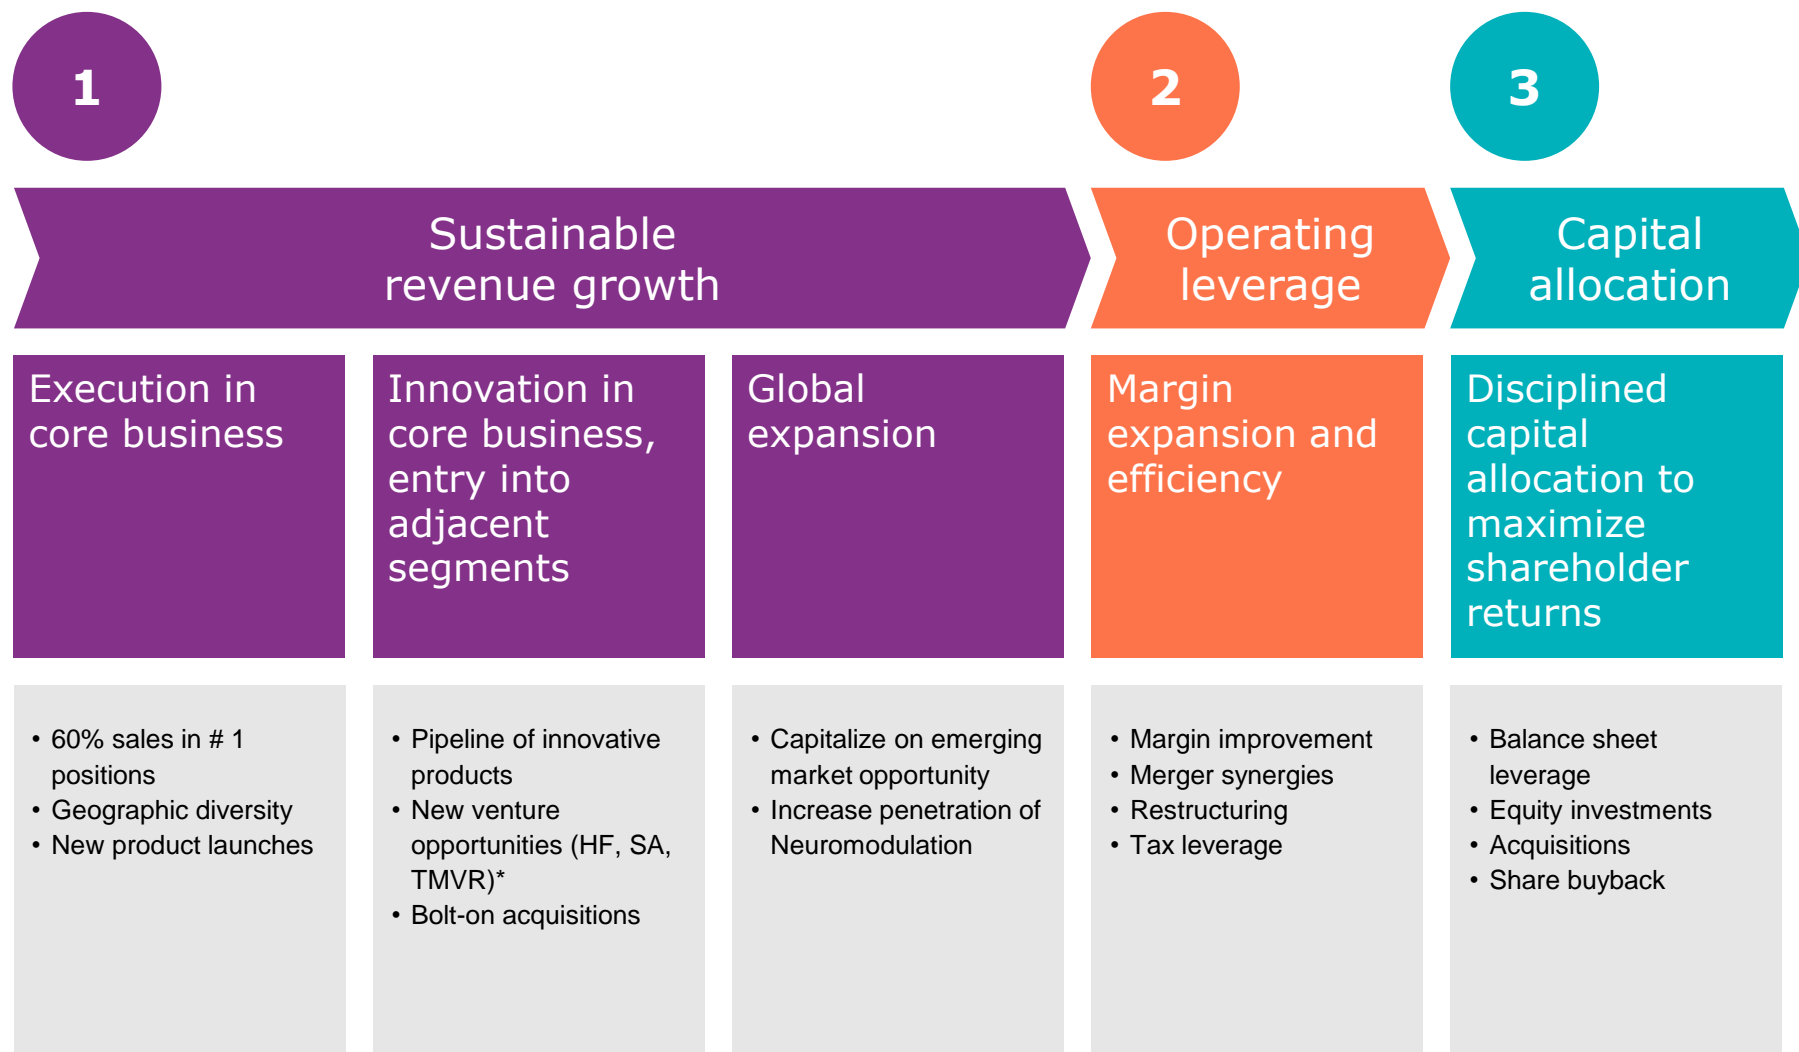 1
2
3
Sustainable
revenue growth
Operating
leverage
Capital
allocation
Execution in
core business
Innovation in
core business,
entry into
adjacent
segments
Global
expansion
Margin
expansion and
efficiency
Disciplined
capital
allocation to
maximize
shareholder
returns
• 60% sales in # 1
positions
• Geographic diversity
• New product launches
• Pipeline of innovative
products
• New venture
opportunities (HF, SA,
TMVR)*
• Bolt-on acquisitions
• Capitalize on emerging
market opportunity
• Increase penetration of
Neuromodulation
• Margin improvement
• Merger synergies
• Restructuring
• Tax leverage
• Balance sheet
leverage
• Equity investments
• Acquisitions
• Share buyback